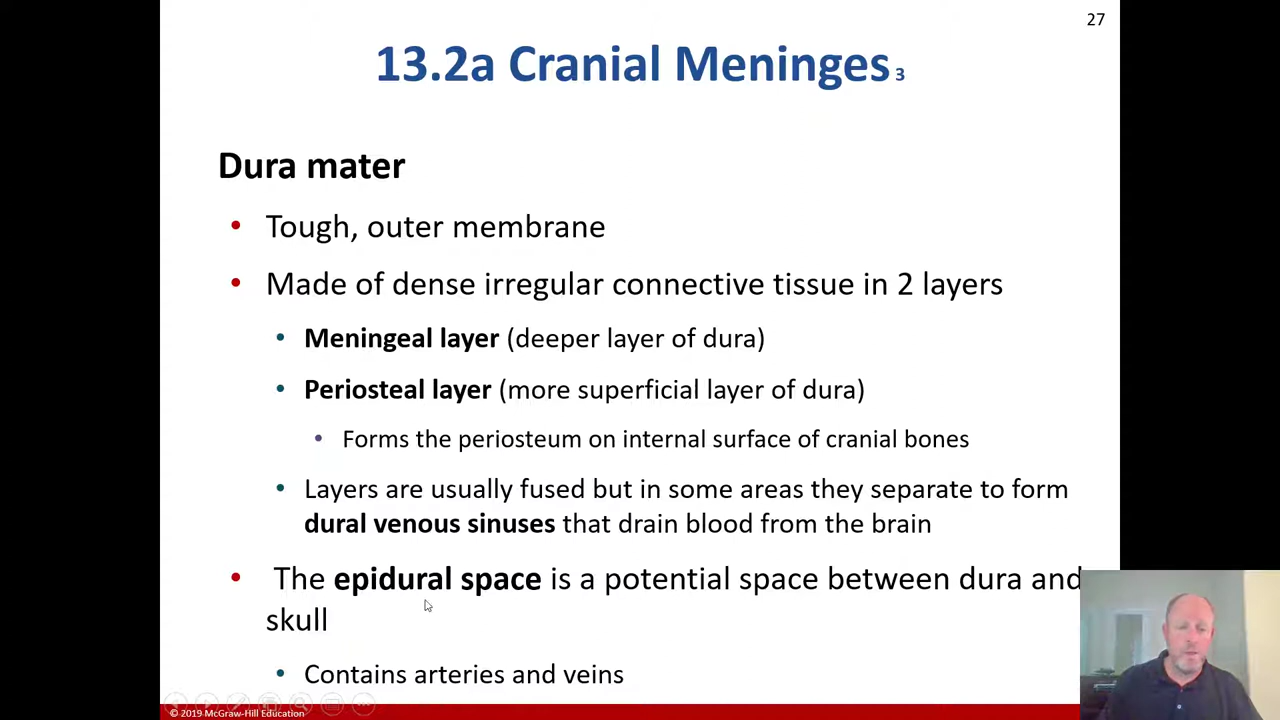 27
13.2a Cranial Meninges 3
Dura mater
• Tough, outer membrane
• Made of dense irregular connective tissue in 2 layers
• Meningeal layer (deeper layer of dura)
• Periosteal layer (more superficial layer of dura)
• Forms the periosteum on internal surface of cranial bones
• Layers are usually fused but in some areas they separate to form
dural venous sinuses that drain blood from the brain
• The epidural space is a potential space between dura and
skull
• Contains arteries and veins
© 2019 McGraw-Hill Education